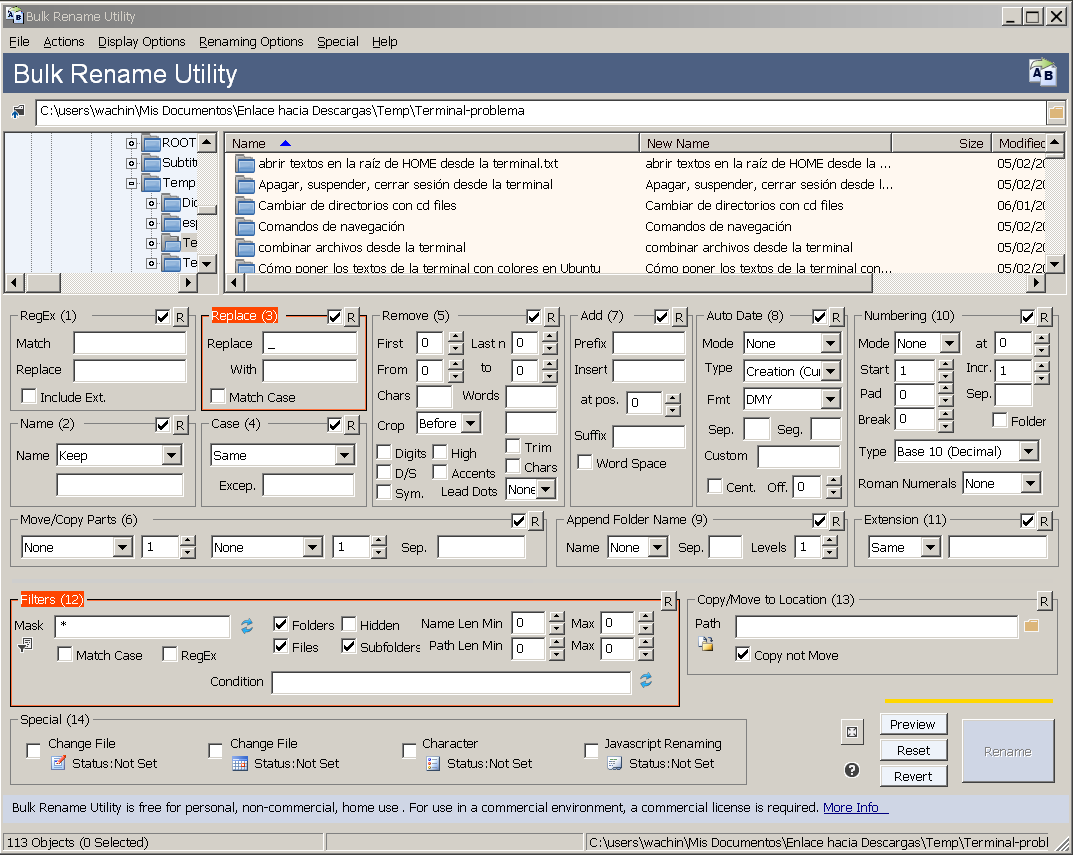 Bulk Rename Utility
File Actions Display Options Renaming Options Special Help
Bulk Rename Utility
C:\users\wachin\Mis Documentos\Enlace hacia Descargas\Temp\Terminal-problema
ROOT
Subtit
Temp
Dic
esp
Te
Te
Name New Name Size Modified
abrir textos en la raíz de HOME desde la terminal.txt abrir textos en la raíz de HOME desde la ... 05/02/20
Apagar, suspender, cerrar sesión desde la terminal Apagar, suspender, cerrar sesión desde l... 05/02/20
Cambiar de directorios con cd files Cambiar de directorios con cd files 06/01/20
Comandos de navegación Comandos de navegación 05/02/20
combinar archivos desde la terminal combinar archivos desde la terminal 05/02/20
Cómo poner los textos de la terminal con colores en Ubuntu Cómo poner los textos de la terminal con... 05/02/20
RegEx (1) R
Match
Replace
Include Ext.
Replace (3) R
Replace _
With
Match Case
Remove (5) R
First 0 Last n 0
From 0 to 0
Chars Words
Crop Before
Digits High Trim
D/S Accents Chars
Sym. Lead Dots None
Add (7) R
Prefix
Insert
at pos. 0
Suffix
Word Space
Auto Date (8) R
Mode None
Type Creation (Cur
Fmt DMY
Sep. Seg.
Custom
Cent. Off. 0
Numbering (10) R
Mode None at 0
Start 1 Incr. 1
Pad 0 Sep.
Break 0 Folder
Type Base 10 (Decimal)
Roman Numerals None
Name (2) R
Name Keep
Case (4) R
Same
Excep.
Move/Copy Parts (6) R
None 1 None 1 Sep.
Append Folder Name (9) R
Name None Sep. Levels 1
Extension (11) R
Same
Filters (12) R
Mask * Folders Hidden Name Len Min 0 Max 0
Match Case RegEx Files Subfolders Path Len Min 0 Max 0
Condition
Copy/Move to Location (13) R
Path
Copy not Move
Special (14)
Change File
Status:Not Set
Change File
Status:Not Set
Character
Status:Not Set
Javascript Renaming
Status:Not Set
Preview
Reset
Revert
Rename
Bulk Rename Utility is free for personal, non-commercial, home use . For use in a commercial environment, a commercial license is required. More Info
113 Objects (0 Selected) C:\users\wachin\Mis Documentos\Enlace hacia Descargas\Temp\Terminal-probl